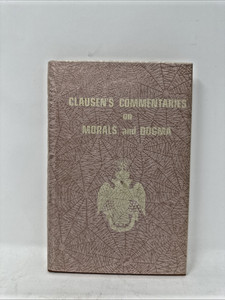 CLAUSEN'S COMMENTARIES
on
MORALS and DOGMA